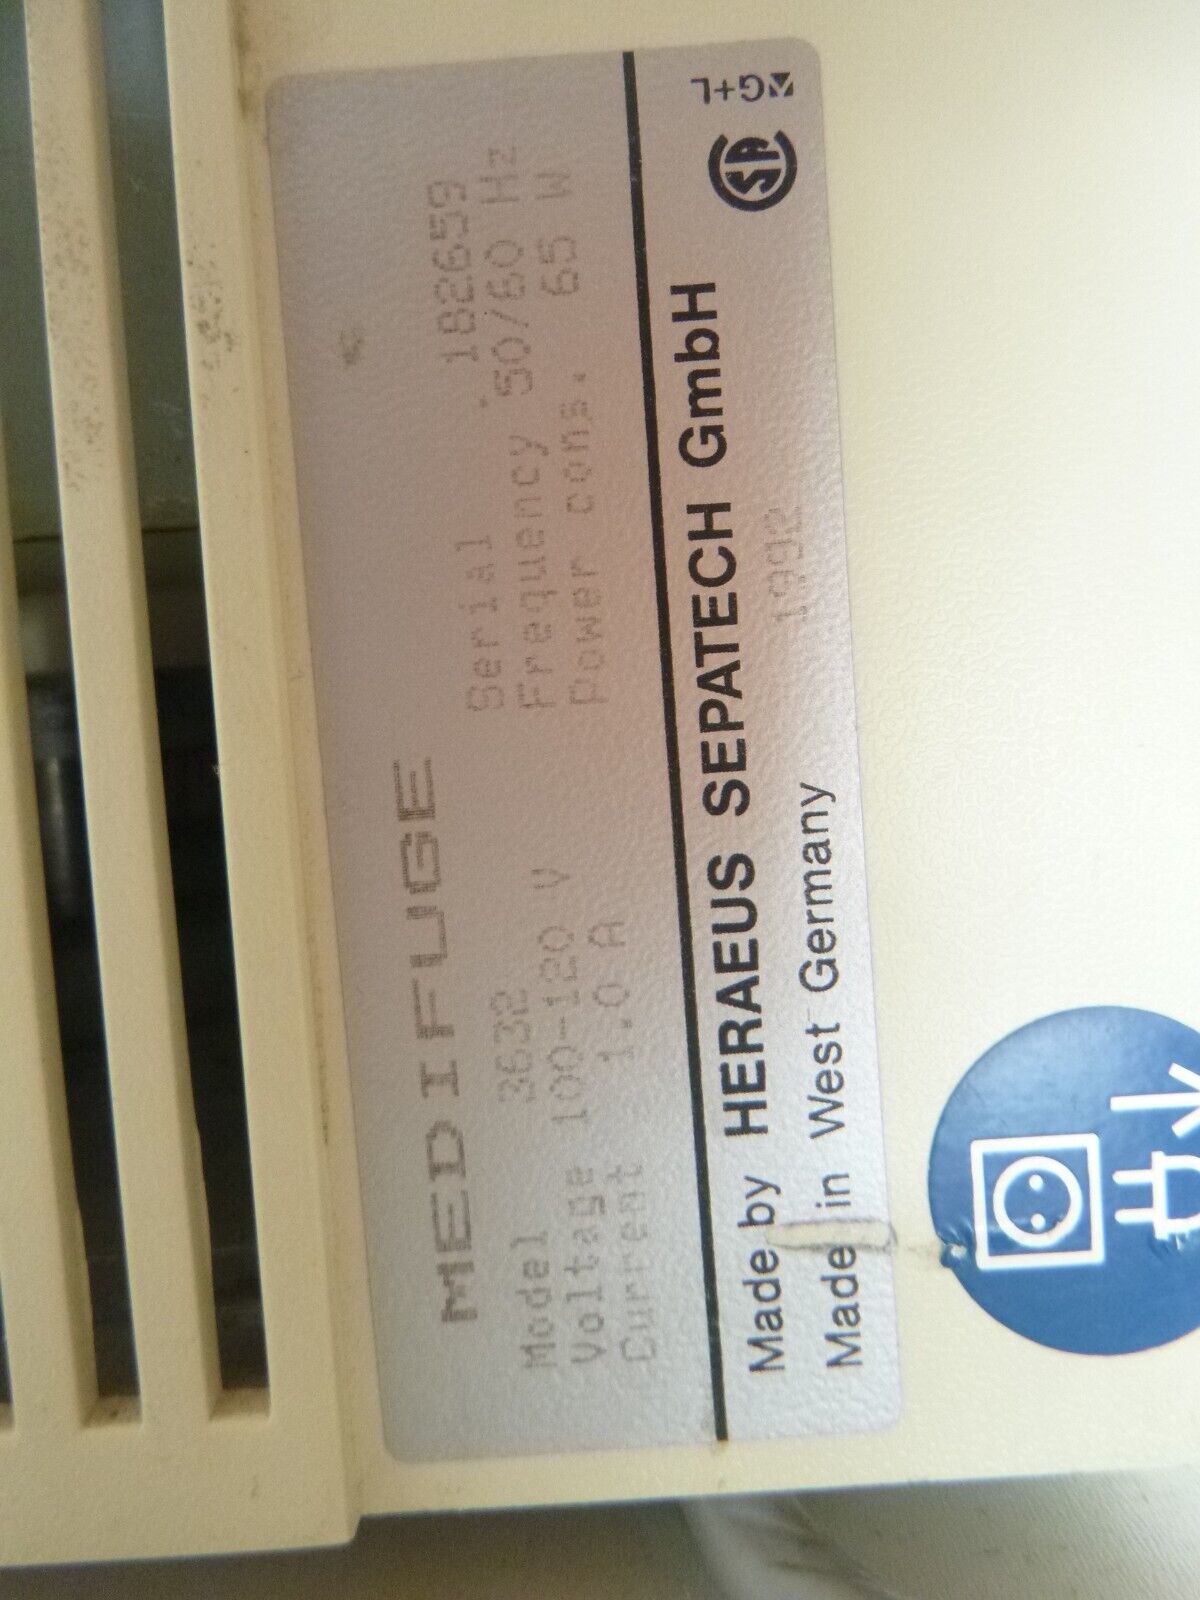 MEDIFUGE
Model 3632 Serial 182659
Voltage 100-120 V Frequency 50/60 Hz
Current 1.0 A Power cons. 65 W
Made by HERAEUS SEPATECH GmbH SA
Made in West Germany 1992 G+L